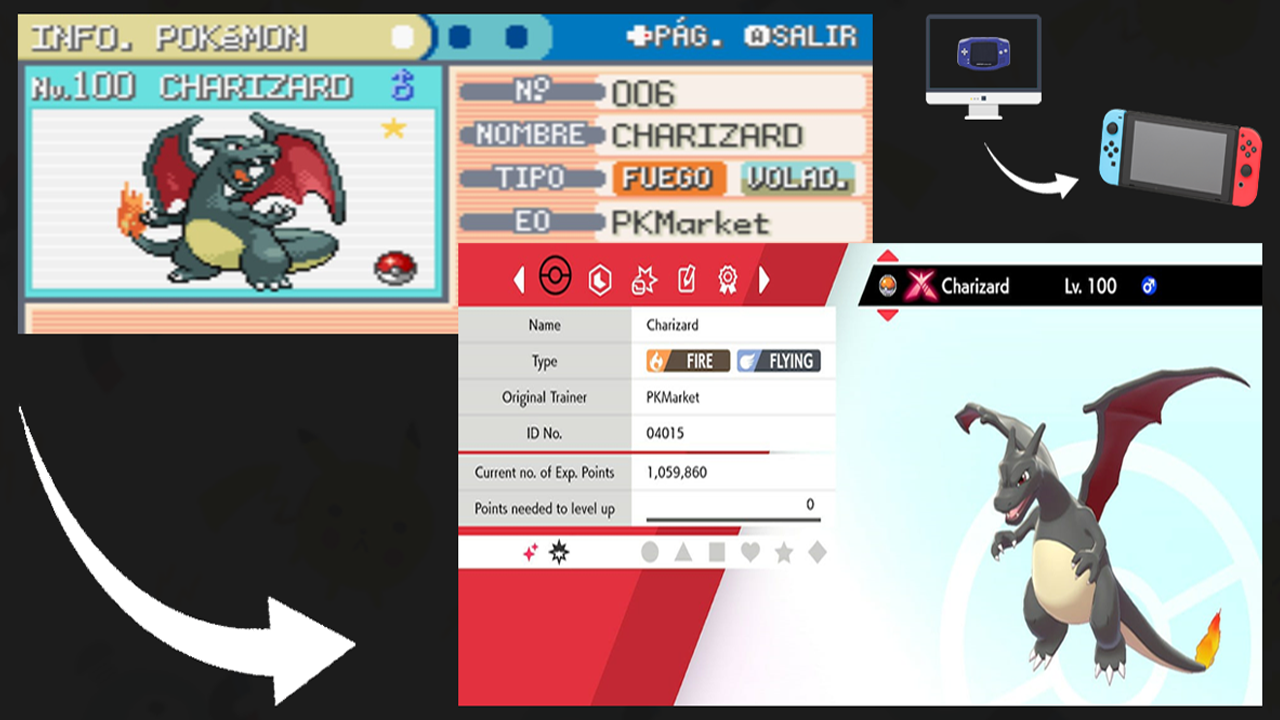 INFO. POKéMON
PÁG. ASALIR
Nv.100 CHARIZARD ♂
Nº 006
NOMBRE CHARIZARD
TIPO FUEGO VOLAD.
EO PKMarket
Charizard Lv. 100 ♂
Name Charizard
Type FIRE FLYING
Original Trainer PKMarket
ID No. 04015
Current no. of Exp. Points 1,059,860
Points needed to level up 0